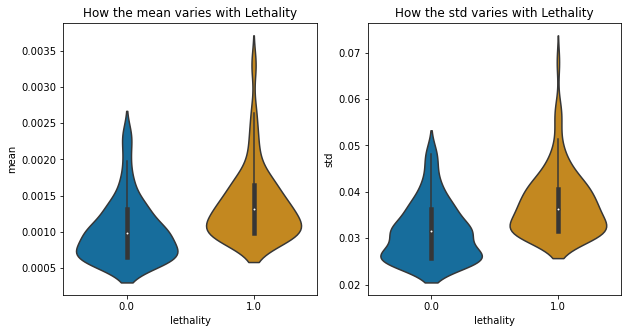 How the mean varies with Lethality
0.0035
0.0030
0.0025
0.0020
0.0015
0.0010
0.0005
mean
0.0
1.0
lethality
How the std varies with Lethality
0.07
0.06
0.05
0.04
0.03
0.02
std
0.0
1.0
lethality